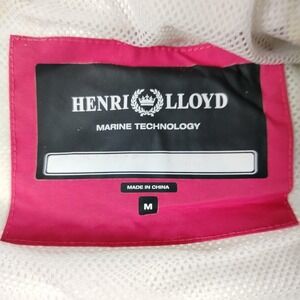 HENRI LLOYD
MARINE TECHNOLOGY
MADE IN CHINA
M